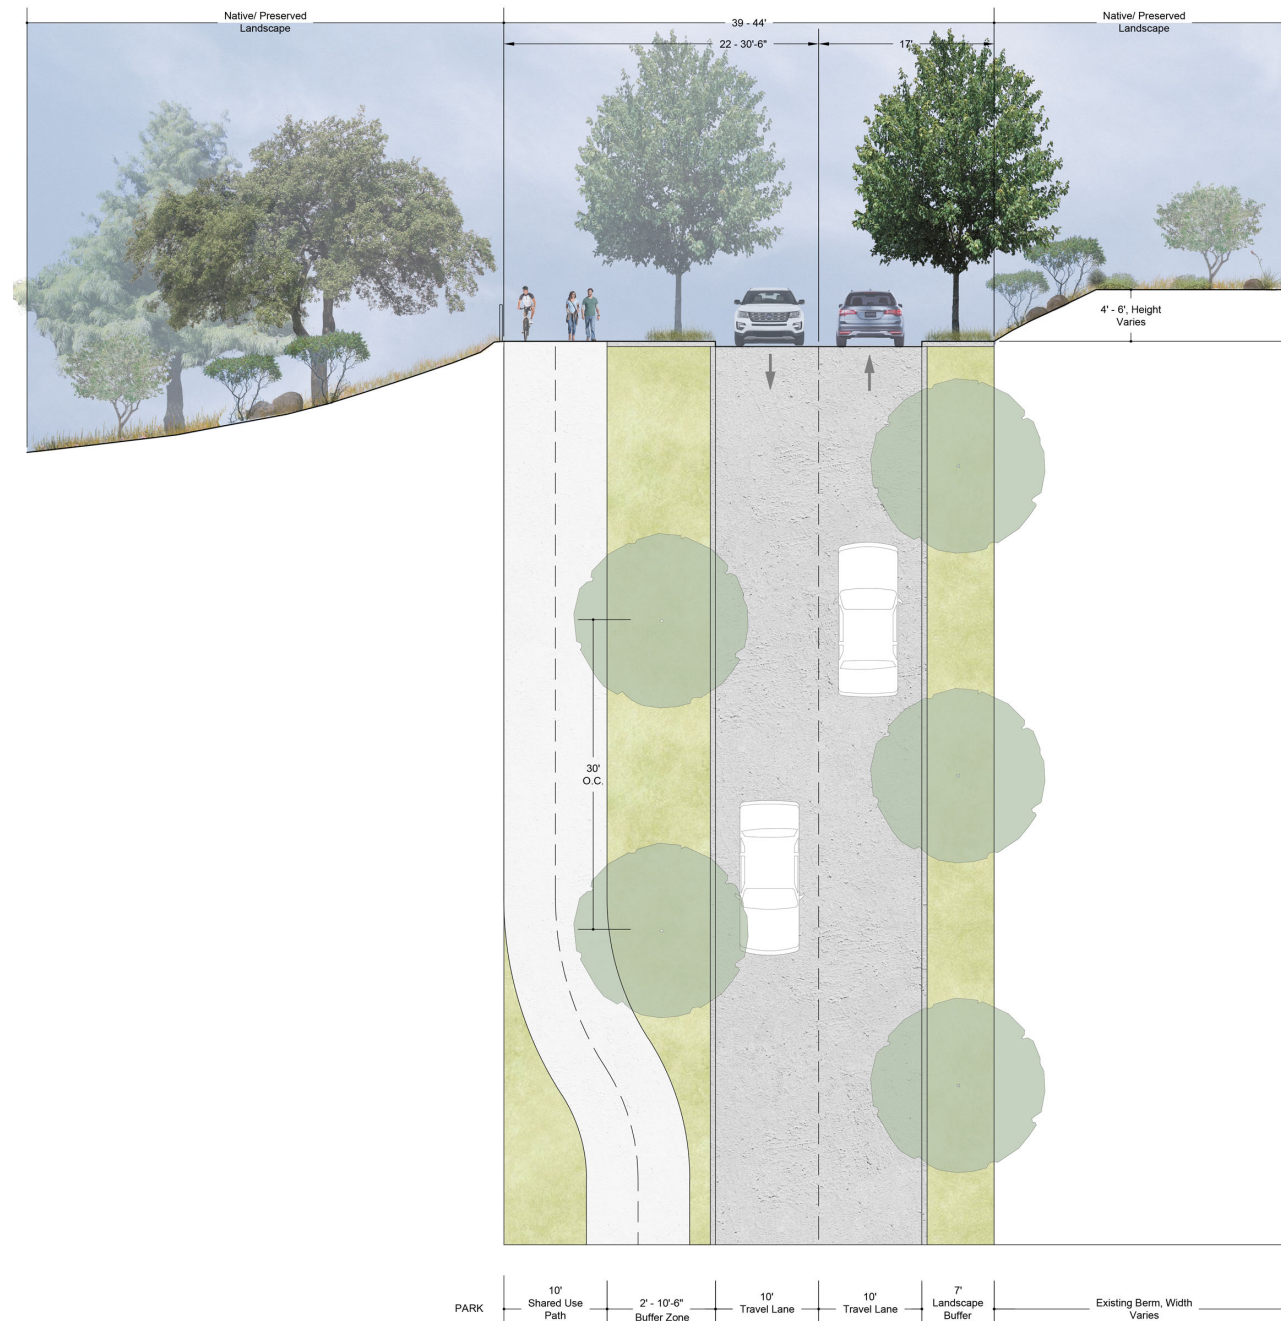 Native/ Preserved
Landscape
39 - 44'
Native/ Preserved
Landscape
22 - 30'-6"
17'
4' - 6', Height
Varies
30'
O.C.
PARK
10'
Shared Use
Path
2' - 10'-6"
Buffer Zone
10'
Travel Lane
10'
Travel Lane
7'
Landscape
Buffer
Existing Berm, Width
Varies